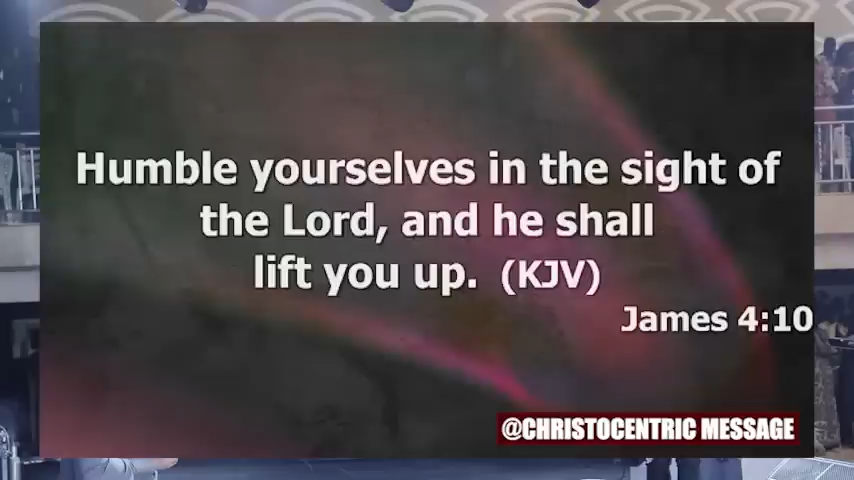 Humble yourselves in the sight of
the Lord, and he shall
lift you up. (KJV)
James 4:10
@CHRISTOCENTRIC MESSAGE